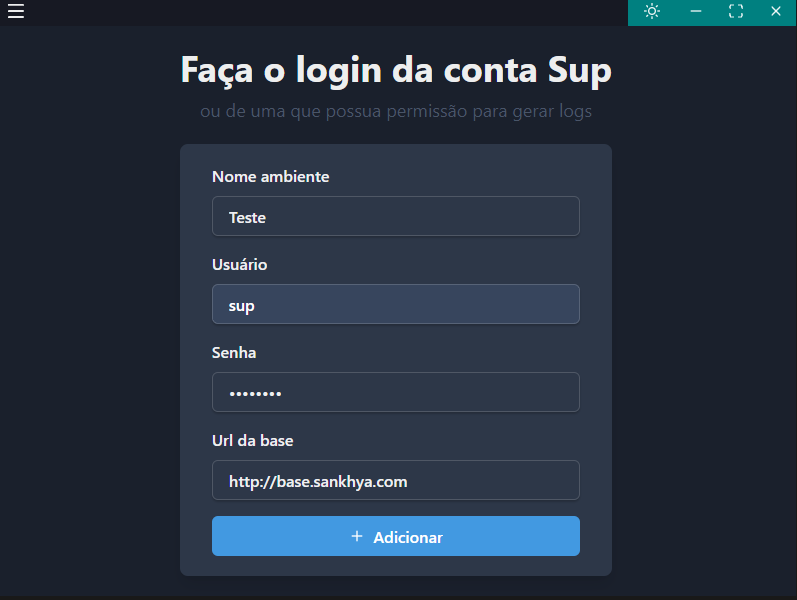 Faça o login da conta Sup
ou de uma que possua permissão para gerar logs
Nome ambiente
Teste
Usuário
sup
Senha
••••••••
Url da base
http://base.sankhya.com
+ Adicionar